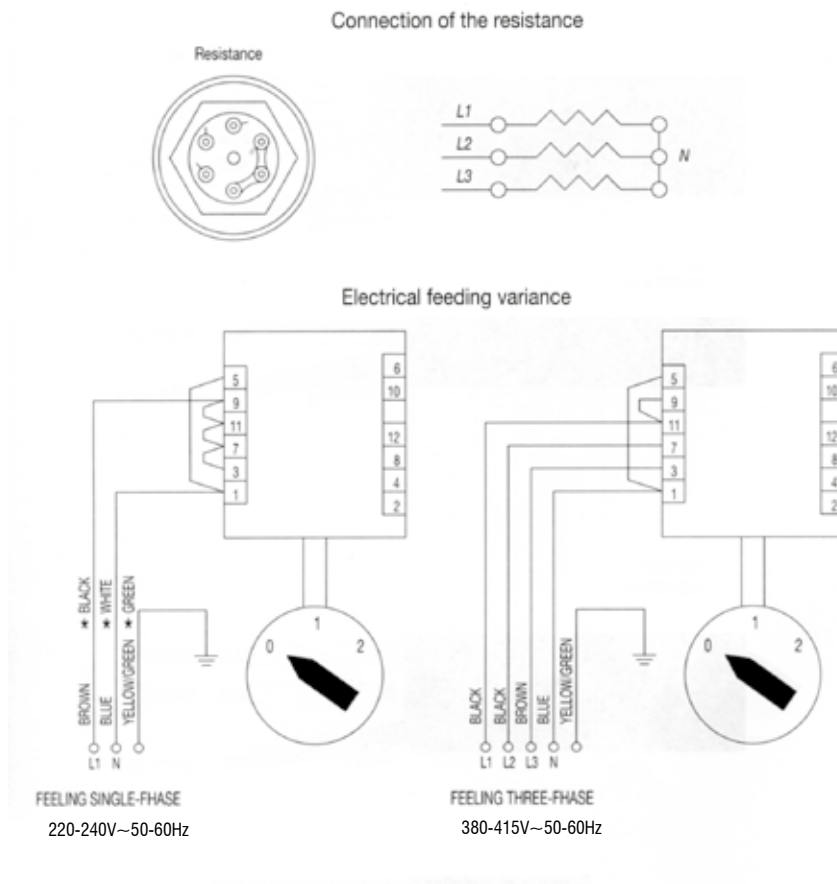 Connection of the resistance
Resistance
L1
L2
N
L3
Electrical feeding variance
5
9
11
7
3
1
6
10
12
8
4
2
5
9
11
7
3
1
6
10
12
8
4
2
★ BLACK
★ WHITE
★ GREEN
BROWN
BLUE
YELLOW/GREEN
0
1
2
BLACK
BLACK
BROWN
BLUE
YELLOW/GREEN
0
1
2
L1 N
L1 L2 L3 N
FEELING SINGLE-FHASE
220-240V~50-60Hz
FEELING THREE-FHASE
380-415V~50-60Hz